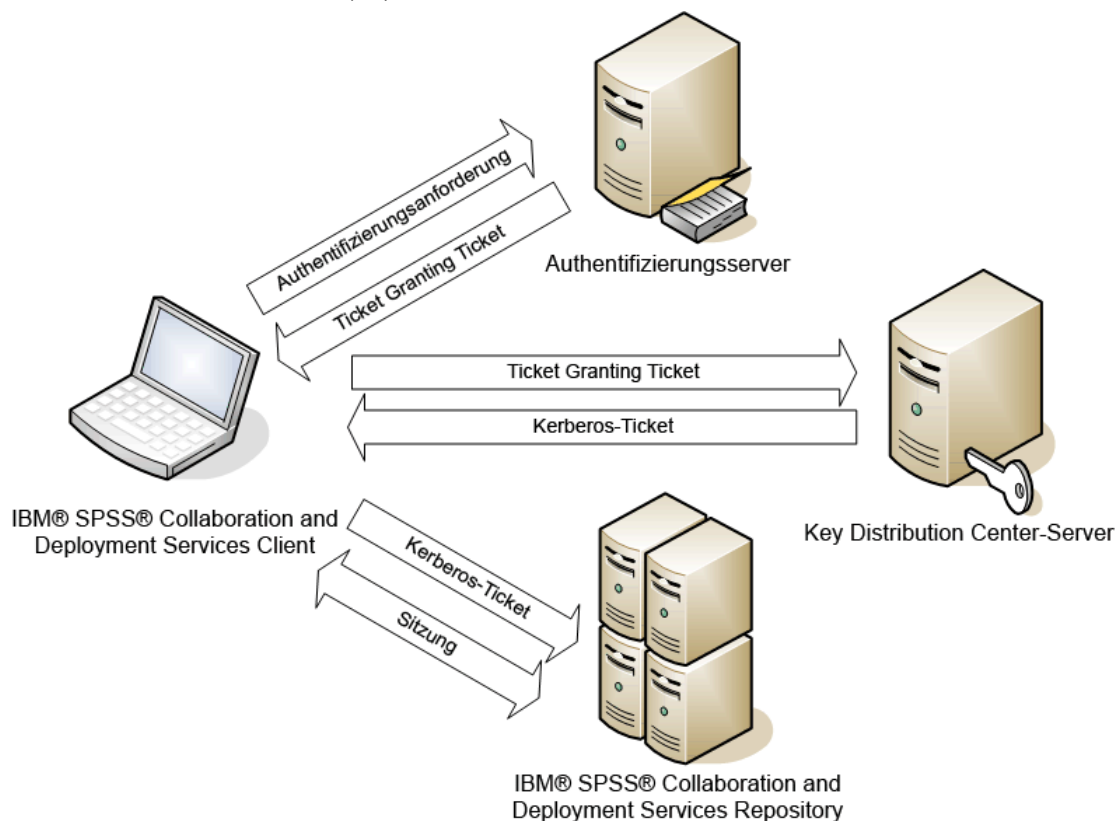 Authentifizierungsanforderung
Ticket Granting Ticket
Authentifizierungsserver
Ticket Granting Ticket
Kerberos-Ticket
IBM® SPSS® Collaboration and
Deployment Services Client
Key Distribution Center-Server
Kerberos-Ticket
Sitzung
IBM® SPSS® Collaboration and
Deployment Services Repository